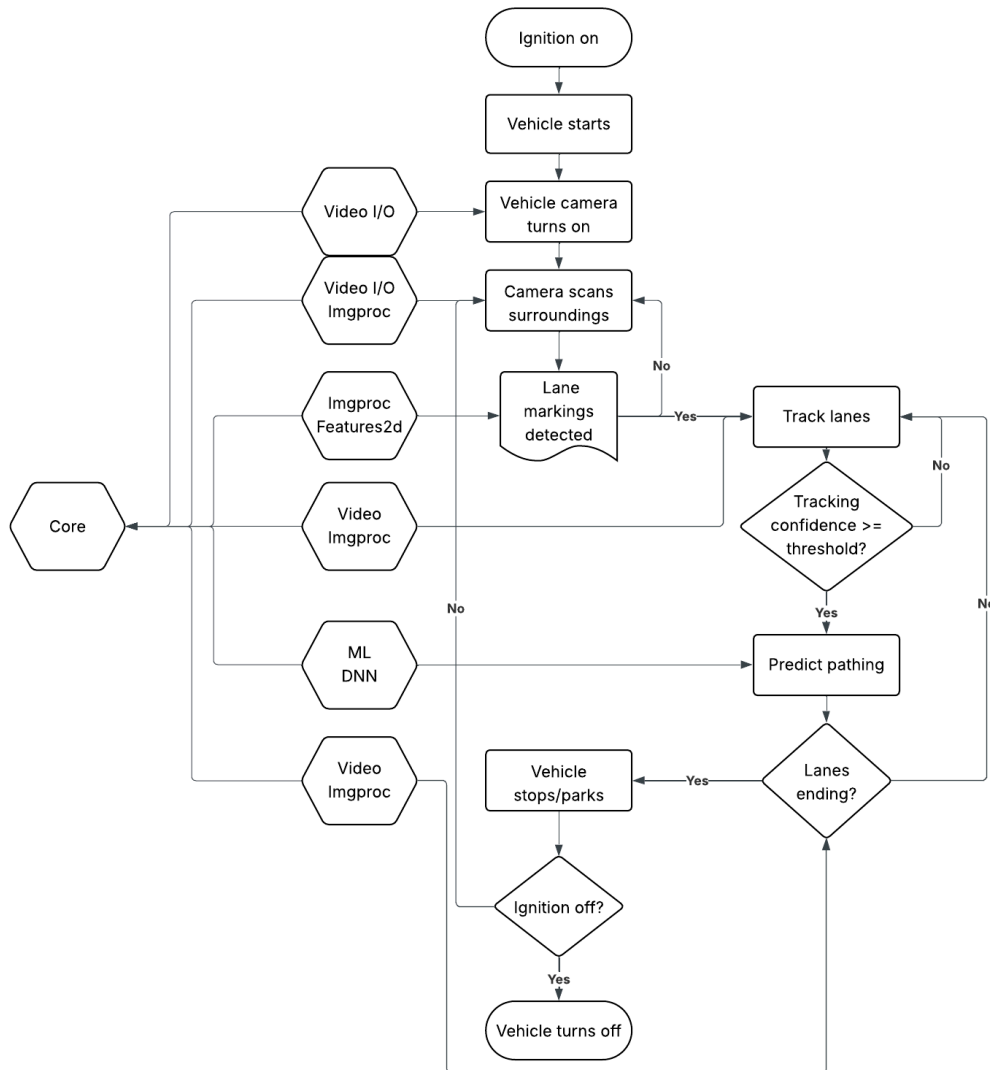 Ignition on
Vehicle starts
Video I/O
Vehicle camera
turns on
Video I/O
Imgproc
Camera scans
surroundings
No
Imgproc
Features2d
Lane
markings
detected
Yes
Track lanes
No
Core
Video
Imgproc
Tracking
confidence >=
threshold?
No
No
Yes
ML
DNN
Predict pathing
Video
Imgproc
Vehicle
stops/parks
Yes
Lanes
ending?
Ignition off?
Yes
Vehicle turns off